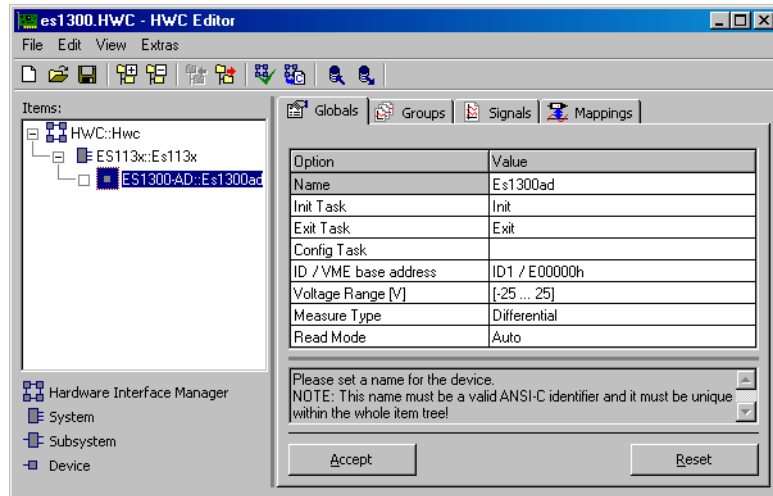 es1300.HWC - HWC Editor
File Edit View Extras
Items:
HWC::Hwc
ES113x::Es113x
ES1300-AD::Es1300ad
Hardware Interface Manager
System
Subsystem
Device
Globals Groups Signals Mappings
Option Value
Name Es1300ad
Init Task Init
Exit Task Exit
Config Task
ID / VME base address ID1 / E00000h
Voltage Range [V] [-25 ... 25]
Measure Type Differential
Read Mode Auto
Please set a name for the device.
NOTE: This name must be a valid ANSI-C identifier and it must be unique
within the whole item tree!
Accept Reset